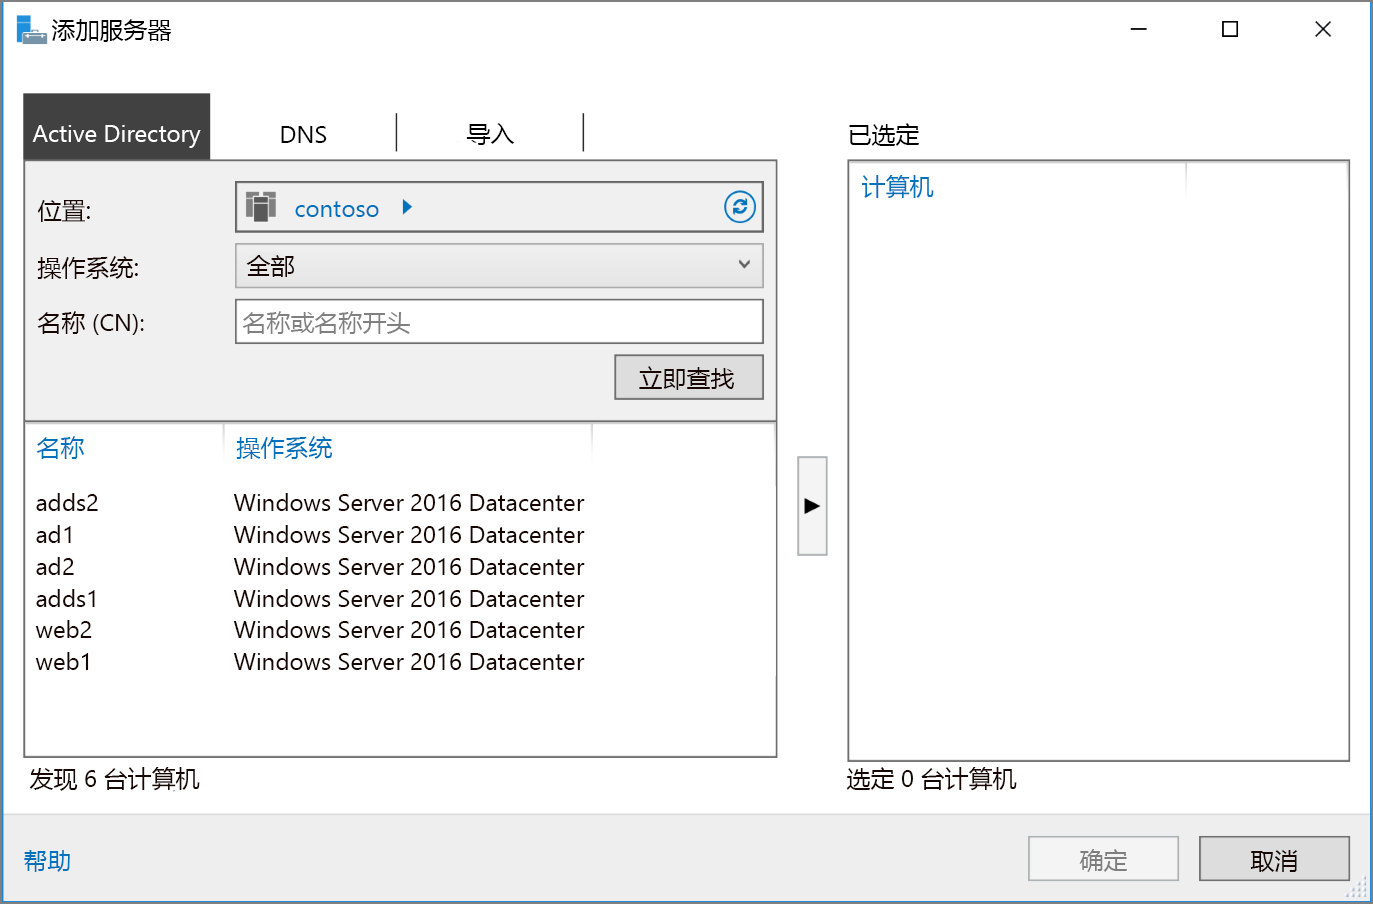 添加服务器
Active Directory
DNS
导入
已选定
位置:
contoso
操作系统:
全部
名称 (CN):
名称或名称开头
立即查找
名称 操作系统
adds2 Windows Server 2016 Datacenter
ad1 Windows Server 2016 Datacenter
ad2 Windows Server 2016 Datacenter
adds1 Windows Server 2016 Datacenter
web2 Windows Server 2016 Datacenter
web1 Windows Server 2016 Datacenter
发现 6 台计算机
计算机
选定 0 台计算机
帮助
确定
取消